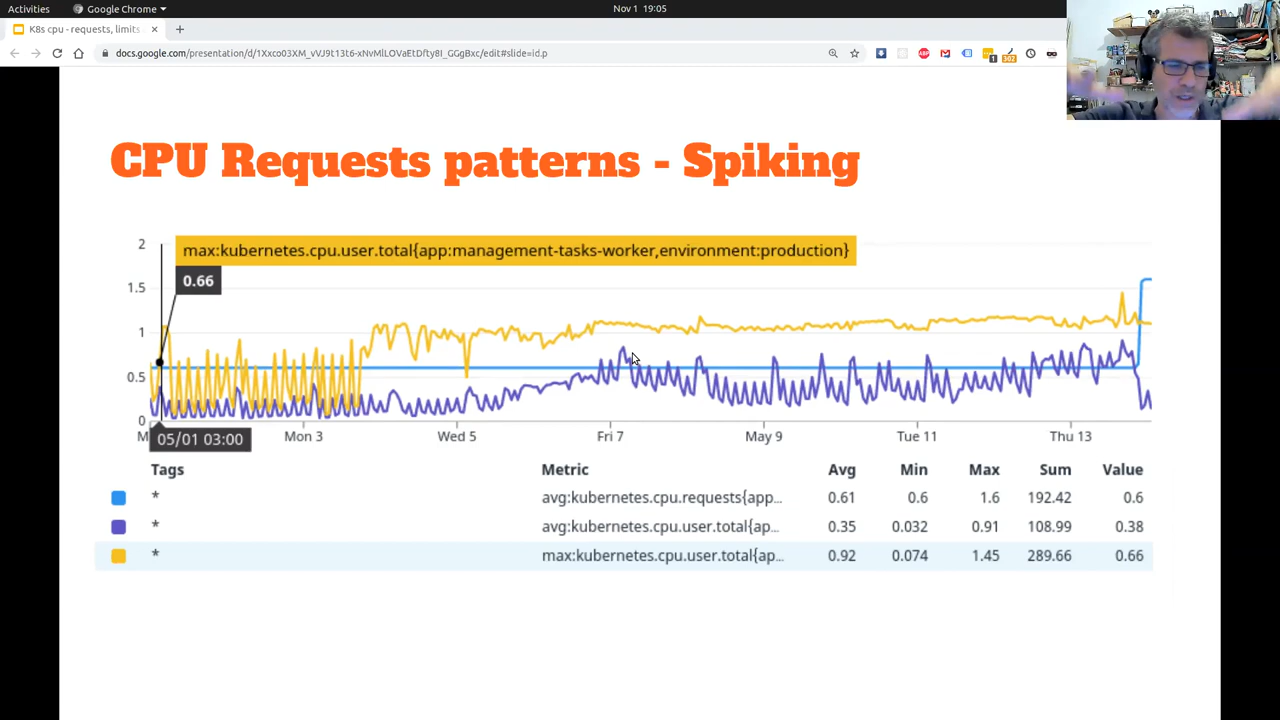 Activities
Google Chrome
Nov 1 19:05
K8s cpu - requests, limits
docs.google.com/presentation/d/1Xxco03XM_vVJ9t13t6-xNvMlLOVaEtDfty8I_GGgBxc/edit#slide=id.p
ABP
1
302
CPU Requests patterns - Spiking
max:kubernetes.cpu.user.total{app:management-tasks-worker,environment:production}
0.66
2
1.5
1
0.5
0
M
Mon 3
Wed 5
Fri 7
May 9
Tue 11
Thu 13
05/01 03:00
Tags Metric Avg Min Max Sum Value
* avg:kubernetes.cpu.requests{app... 0.61 0.6 1.6 192.42 0.6
* avg:kubernetes.cpu.user.total{ap... 0.35 0.032 0.91 108.99 0.38
* max:kubernetes.cpu.user.total{ap... 0.92 0.074 1.45 289.66 0.66